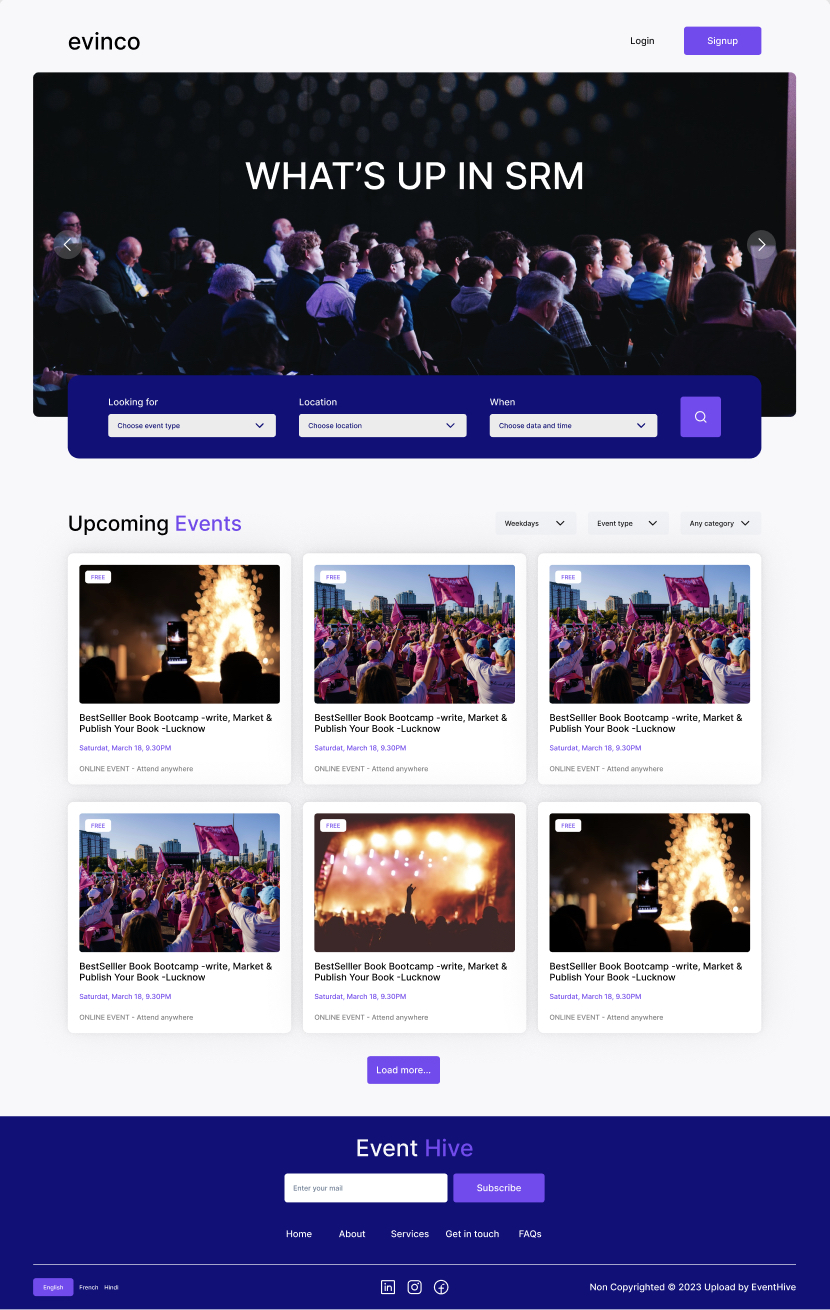 evinco
Login
Signup
WHAT’S UP IN SRM
Looking for
Location
When
Choose event type
Choose location
Choose data and time
Upcoming Events
Weekdays
Event type
Any category
FREE
FREE
FREE
BestSelller Book Bootcamp -write, Market &
Publish Your Book -Lucknow
Saturdat, March 18, 9.30PM
ONLINE EVENT - Attend anywhere
BestSelller Book Bootcamp -write, Market &
Publish Your Book -Lucknow
Saturdat, March 18, 9.30PM
ONLINE EVENT - Attend anywhere
BestSelller Book Bootcamp -write, Market &
Publish Your Book -Lucknow
Saturdat, March 18, 9.30PM
ONLINE EVENT - Attend anywhere
FREE
FREE
FREE
BestSelller Book Bootcamp -write, Market &
Publish Your Book -Lucknow
Saturdat, March 18, 9.30PM
ONLINE EVENT - Attend anywhere
BestSelller Book Bootcamp -write, Market &
Publish Your Book -Lucknow
Saturdat, March 18, 9.30PM
ONLINE EVENT - Attend anywhere
BestSelller Book Bootcamp -write, Market &
Publish Your Book -Lucknow
Saturdat, March 18, 9.30PM
ONLINE EVENT - Attend anywhere
Load more...
Event Hive
Enter your mail
Subscribe
Home
About
Services
Get in touch
FAQs
English
French
Hindi
Non Copyrighted © 2023 Upload by EventHive